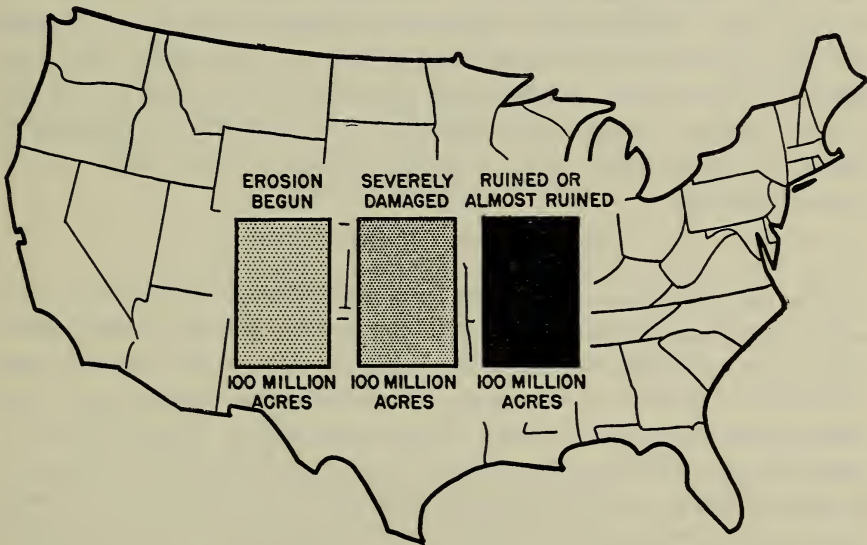 EROSION
BEGUN
SEVERELY
DAMAGED
RUINED OR
ALMOST RUINED
100 MILLION
ACRES
100 MILLION
ACRES
100 MILLION
ACRES